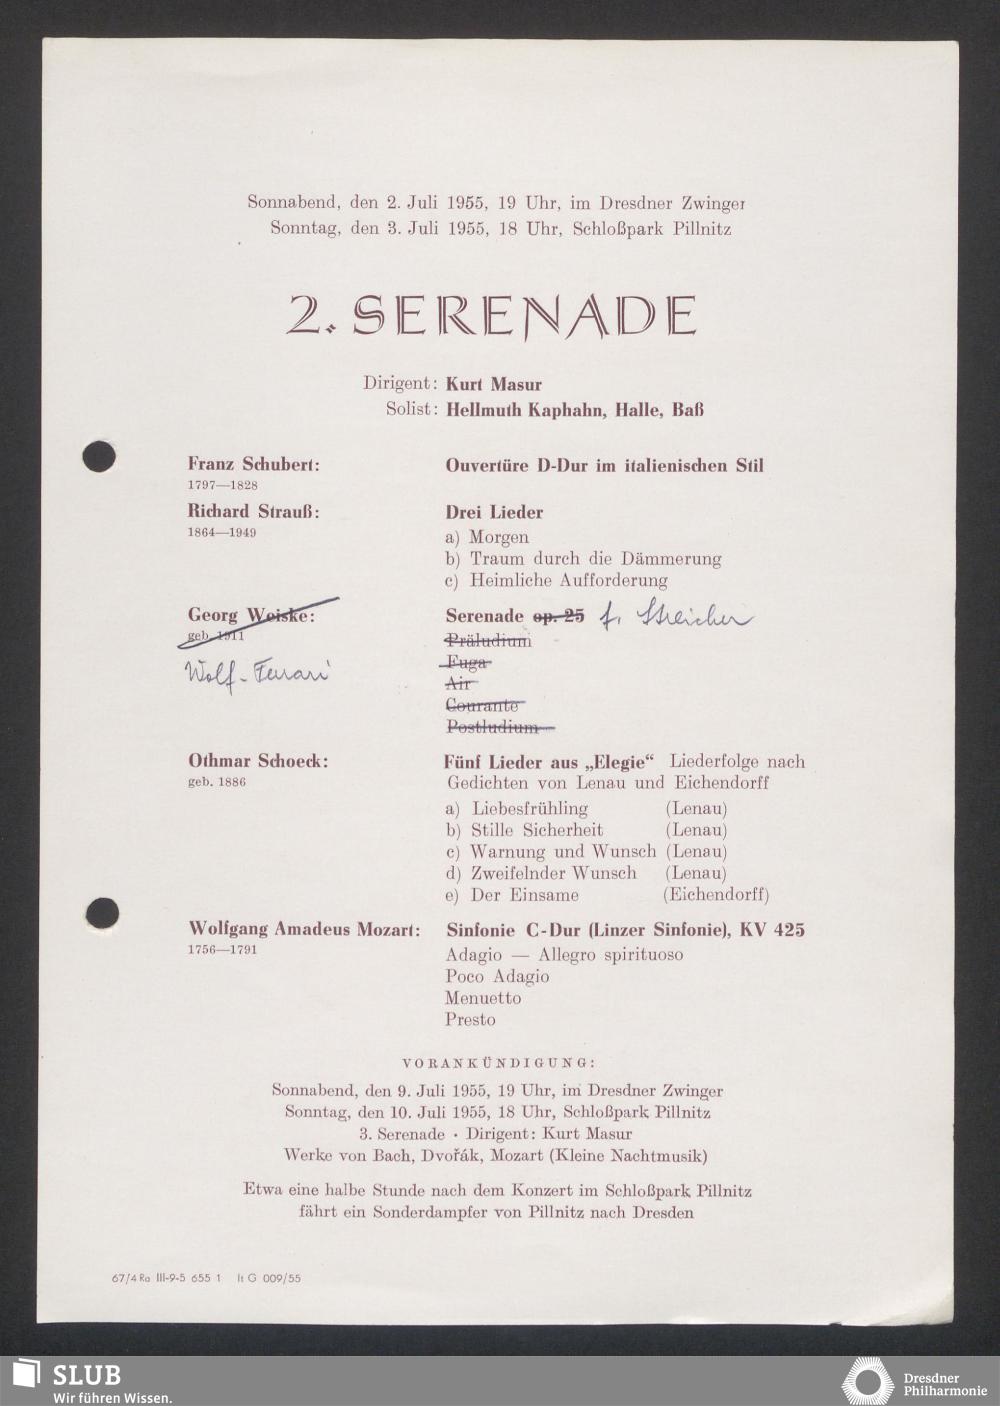 Sonnabend, den 2. Juli 1955, 19 Uhr, im Dresdner Zwinger
Sonntag, den 3. Juli 1955, 18 Uhr, Schloßpark Pillnitz
2. SERENADE
Dirigent: Kurt Masur
Solist: Hellmuth Kaphahn, Halle, Baß
Franz Schubert: Ouvertüre D-Dur im italienischen Stil
1797—1828
Richard Strauß: Drei Lieder
1864—1949
a) Morgen
b) Traum durch die Dämmerung
c) Heimliche Aufforderung
Georg Weiske: Serenade op. 25 f. Streicher
geb. 1911
Präludium
Wolf-Ferrari
Fuga
Air
Courante
Postludium
Othmar Schoeck: Fünf Lieder aus „Elegie“ Liederfolge nach
geb. 1886 Gedichten von Lenau und Eichendorff
a) Liebesfrühling (Lenau)
b) Stille Sicherheit (Lenau)
c) Warnung und Wunsch (Lenau)
d) Zweifelnder Wunsch (Lenau)
e) Der Einsame (Eichendorff)
Wolfgang Amadeus Mozart: Sinfonie C-Dur (Linzer Sinfonie), KV 425
1756—1791
Adagio — Allegro spirituoso
Poco Adagio
Menuetto
Presto
VORANKÜNDIGUNG:
Sonnabend, den 9. Juli 1955, 19 Uhr, im Dresdner Zwinger
Sonntag, den 10. Juli 1955, 18 Uhr, Schloßpark Pillnitz
3. Serenade · Dirigent: Kurt Masur
Werke von Bach, Dvořák, Mozart (Kleine Nachtmusik)
Etwa eine halbe Stunde nach dem Konzert im Schloßpark Pillnitz
fährt ein Sonderdampfer von Pillnitz nach Dresden
67/4 Ra III-9-5 655 1 It G 009/55
SLUB
Wir führen Wissen.
Dresdner
Philharmonie